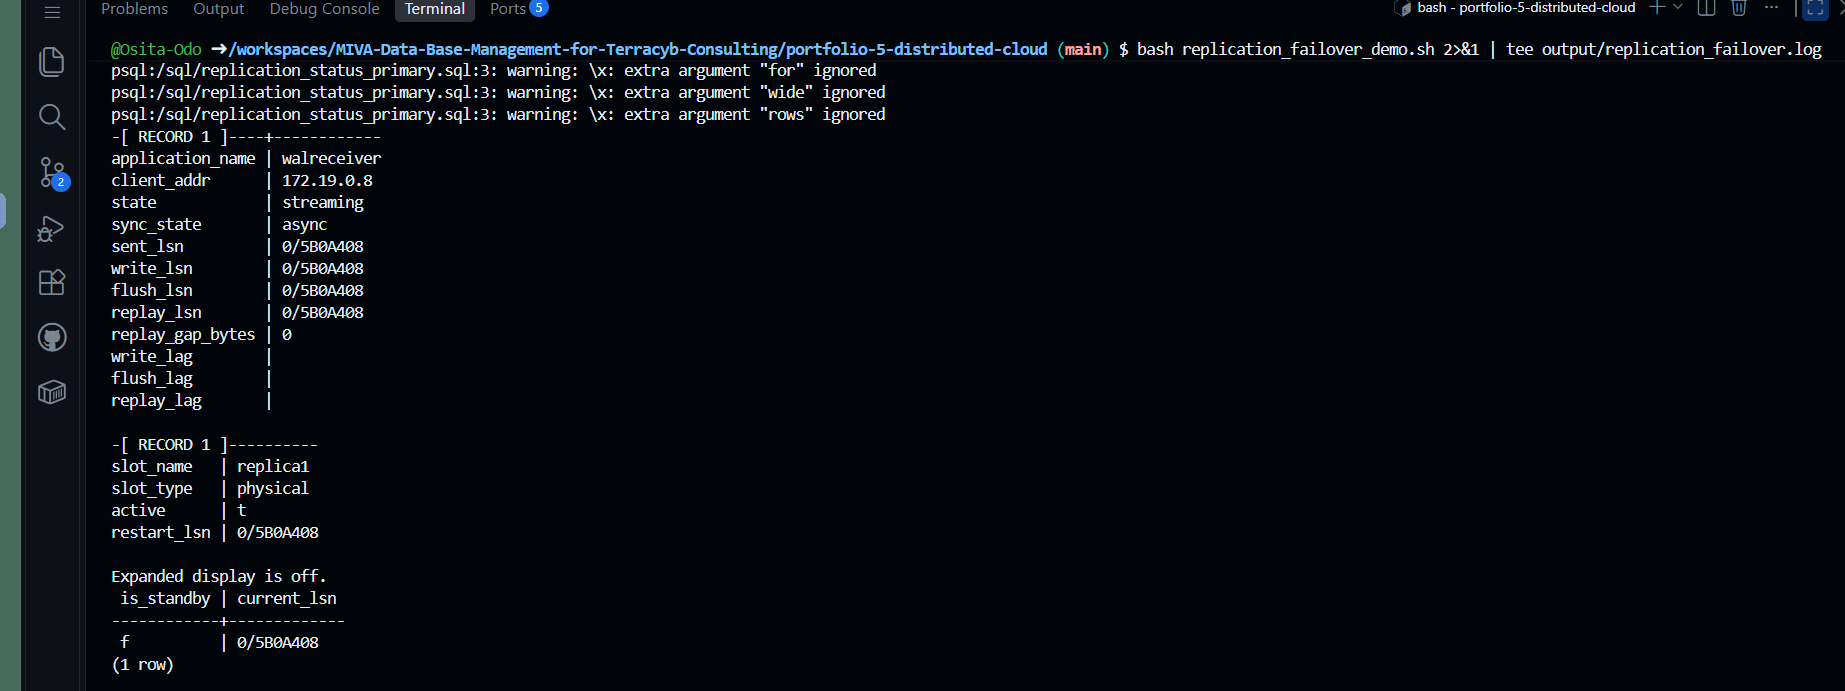 Problems Output Debug Console Terminal Ports 5 bash - portfolio-5-distributed-cloud
@Osita-Odo ➜/workspaces/MIVA-Data-Base-Management-for-Terracyb-Consulting/portfolio-5-distributed-cloud (main) $ bash replication_failover_demo.sh 2>&1 | tee output/replication_failover.log
psql:/sql/replication_status_primary.sql:3: warning: \x: extra argument "for" ignored
psql:/sql/replication_status_primary.sql:3: warning: \x: extra argument "wide" ignored
psql:/sql/replication_status_primary.sql:3: warning: \x: extra argument "rows" ignored
-[ RECORD 1 ]----+------------
application_name | walreceiver
client_addr      | 172.19.0.8
state            | streaming
sync_state       | async
sent_lsn         | 0/5B0A408
write_lsn        | 0/5B0A408
flush_lsn        | 0/5B0A408
replay_lsn       | 0/5B0A408
replay_gap_bytes | 0
write_lag        |
flush_lag        |
replay_lag       |
-[ RECORD 1 ]----------
slot_name   | replica1
slot_type   | physical
active      | t
restart_lsn | 0/5B0A408
Expanded display is off.
 is_standby | current_lsn
------------+-------------
 f          | 0/5B0A408
(1 row)
2